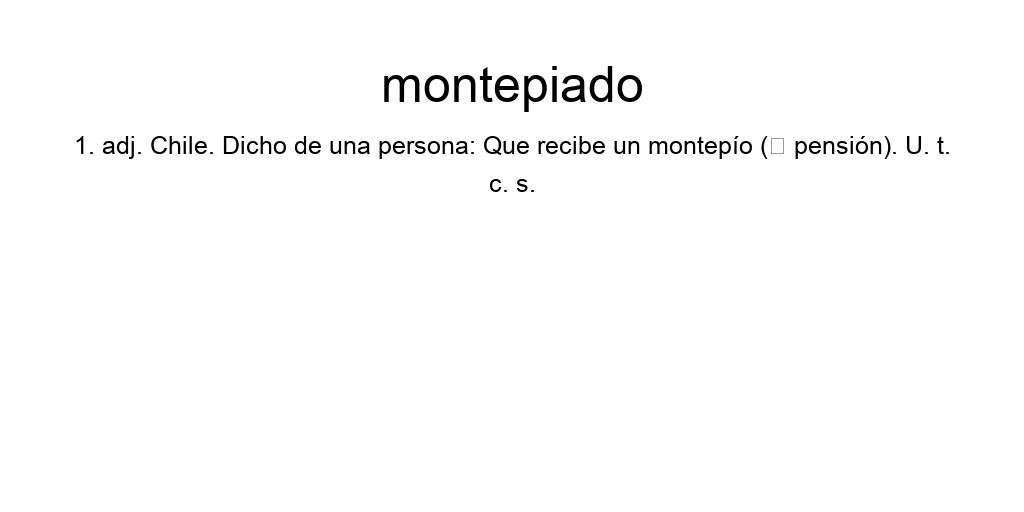 montepiado
1. adj. Chile. Dicho de una persona: Que recibe un montepío (□ pensión). U. t.
c. s.